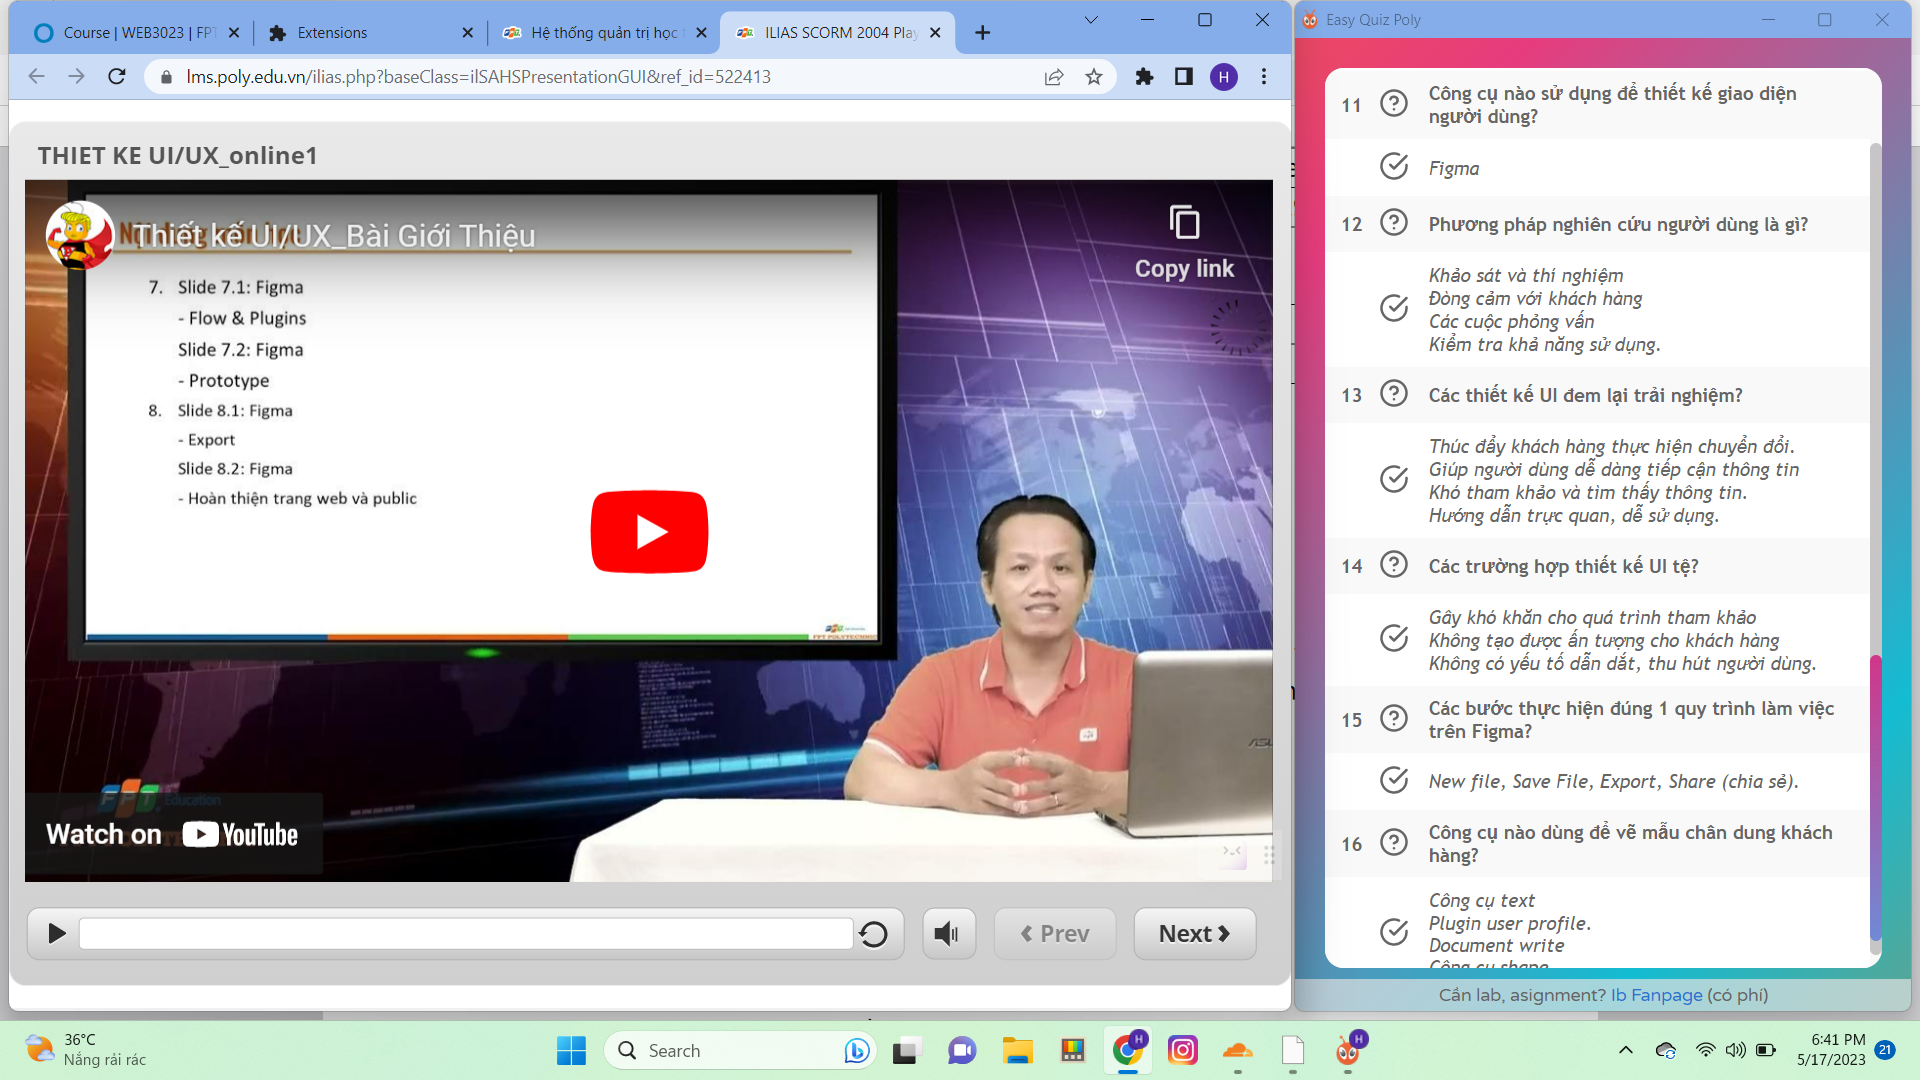 Course | WEB3023 | FPT
Extensions
Hệ thống quản trị học
ILIAS SCORM 2004 Play
lms.poly.edu.vn/ilias.php?baseClass=ilSAHSPresentationGUI&ref_id=522413
H
THIET KE UI/UX_online1
Thiết kế UI/UX_Bài Giới Thiệu
Copy link
7. Slide 7.1: Figma
- Flow & Plugins
Slide 7.2: Figma
- Prototype
8. Slide 8.1: Figma
- Export
Slide 8.2: Figma
- Hoàn thiện trang web và public
FPT POLYTECHNIC
FPT Education
Watch on YouTube
Prev
Next
Easy Quiz Poly
11 Công cụ nào sử dụng để thiết kế giao diện
người dùng?
Figma
12 Phương pháp nghiên cứu người dùng là gì?
Khảo sát và thí nghiệm
Đồng cảm với khách hàng
Các cuộc phỏng vấn
Kiểm tra khả năng sử dụng.
13 Các thiết kế UI đem lại trải nghiệm?
Thúc đẩy khách hàng thực hiện chuyển đổi.
Giúp người dùng dễ dàng tiếp cận thông tin
Khó tham khảo và tìm thấy thông tin.
Hướng dẫn trực quan, dễ sử dụng.
14 Các trường hợp thiết kế UI tệ?
Gây khó khăn cho quá trình tham khảo
Không tạo được ấn tượng cho khách hàng
Không có yếu tố dẫn dắt, thu hút người dùng.
15 Các bước thực hiện đúng 1 quy trình làm việc
trên Figma?
New file, Save File, Export, Share (chia sẻ).
16 Công cụ nào dùng để vẽ mẫu chân dung khách
hàng?
Công cụ text
Plugin user profile.
Document write
Công cụ shape
Cần lab, asignment? Ib Fanpage (có phí)
36°C
Nắng rải rác
Search
H
H
6:41 PM
5/17/2023
21